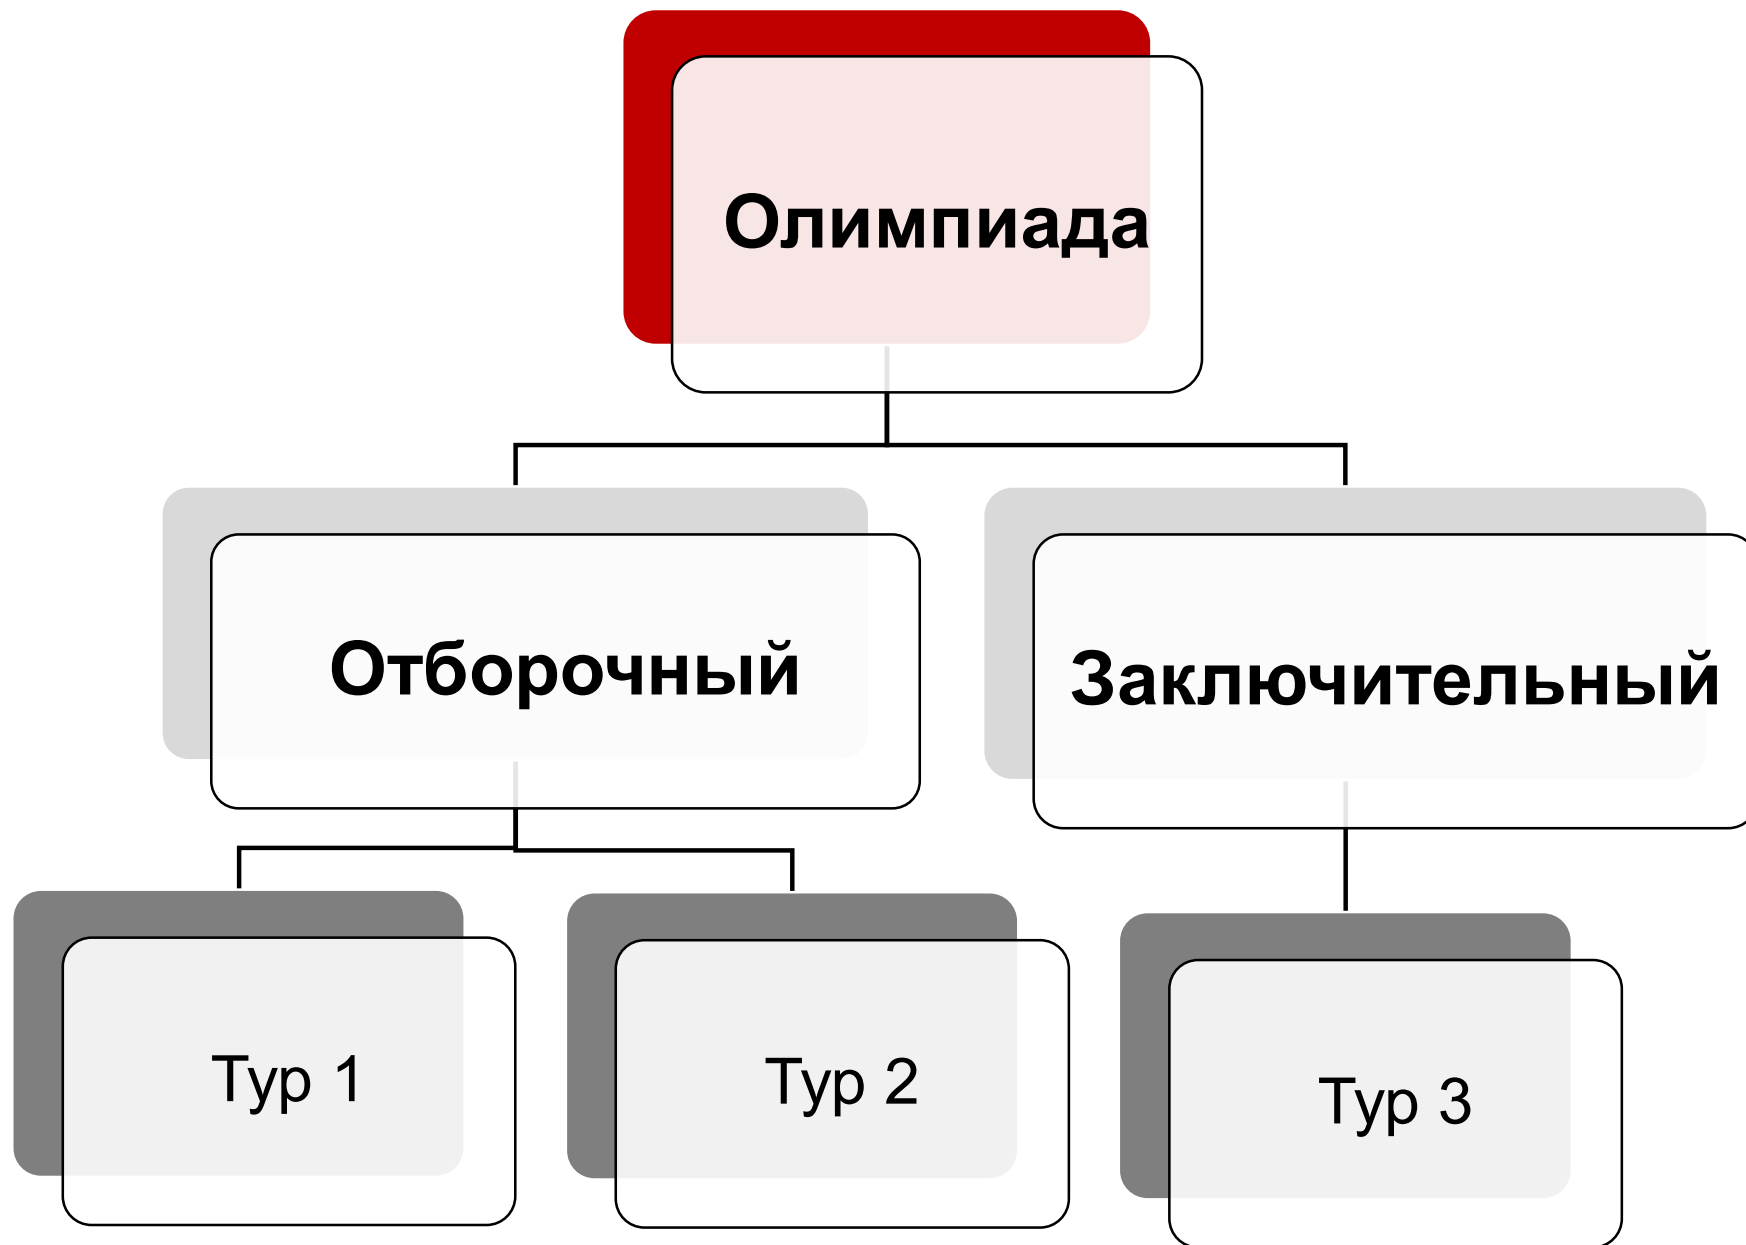 Олимпиада
Отборочный
Заключительный
Тур 1
Тур 2
Тур 3